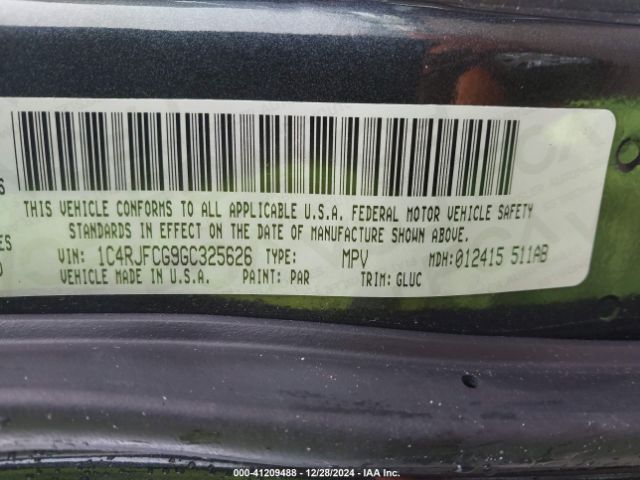 S
THIS VEHICLE CONFORMS TO ALL APPLICABLE U.S.A. FEDERAL MOTOR VEHICLE SAFETY
STANDARDS IN EFFECT ON THE DATE OF MANUFACTURE SHOWN ABOVE.
ES
VIN: 1C4RJFCG9GC325626 TYPE: MPV MDH: 012415 511AB
VEHICLE MADE IN U.S.A. PAINT: PAR TRIM: GLUC
000-41209488 - 12/28/2024 - IAA Inc.